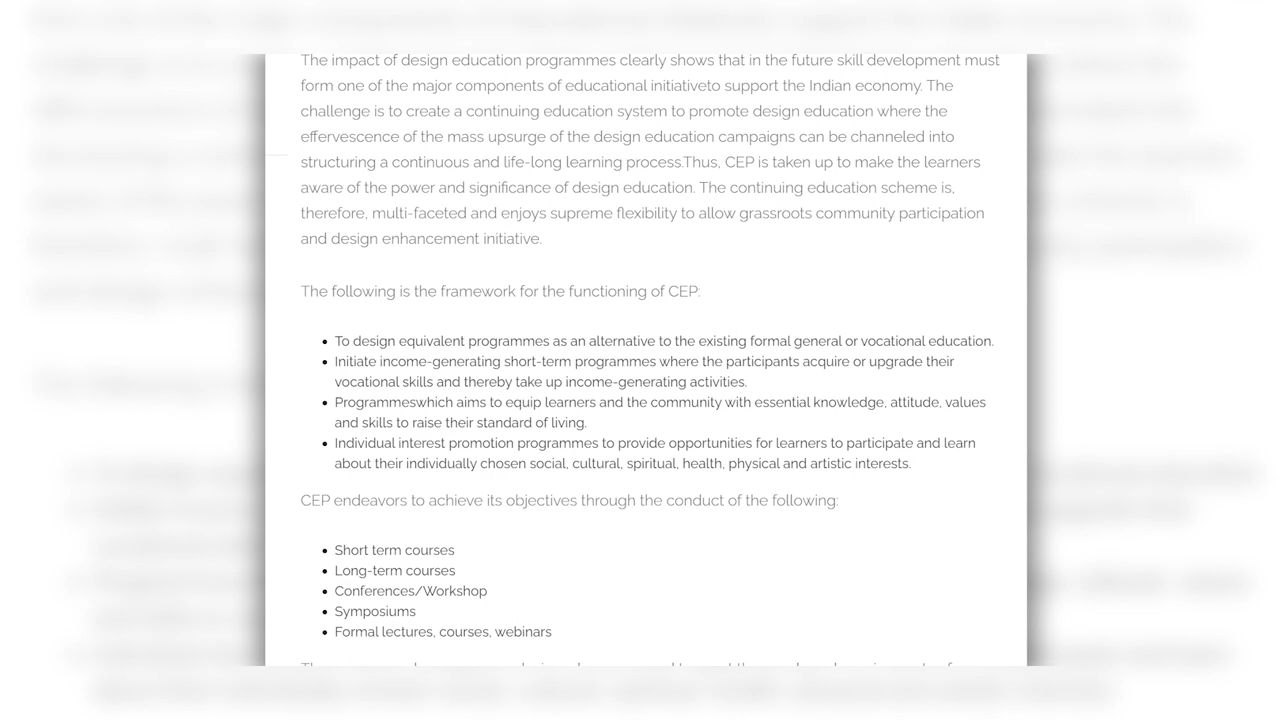 The impact of design education programmes clearly shows that in the future skill development must
form one of the major components of educational initiativeto support the Indian economy. The
challenge is to create a continuing education system to promote design education where the
effervescence of the mass upsurge of the design education campaigns can be channeled into
structuring a continuous and life-long learning process.Thus, CEP is taken up to make the learners
aware of the power and significance of design education. The continuing education scheme is,
therefore, multi-faceted and enjoys supreme flexibility to allow grassroots community participation
and design enhancement initiative.
The following is the framework for the functioning of CEP:
• To design equivalent programmes as an alternative to the existing formal general or vocational education.
• Initiate income-generating short-term programmes where the participants acquire or upgrade their
vocational skills and thereby take up income-generating activities.
• Programmeswhich aims to equip learners and the community with essential knowledge, attitude, values
and skills to raise their standard of living.
• Individual interest promotion programmes to provide opportunities for learners to participate and learn
about their individually chosen social, cultural, spiritual, health, physical and artistic interests.
CEP endeavors to achieve its objectives through the conduct of the following:
• Short term courses
• Long-term courses
• Conferences/Workshop
• Symposiums
• Formal lectures, courses, webinars